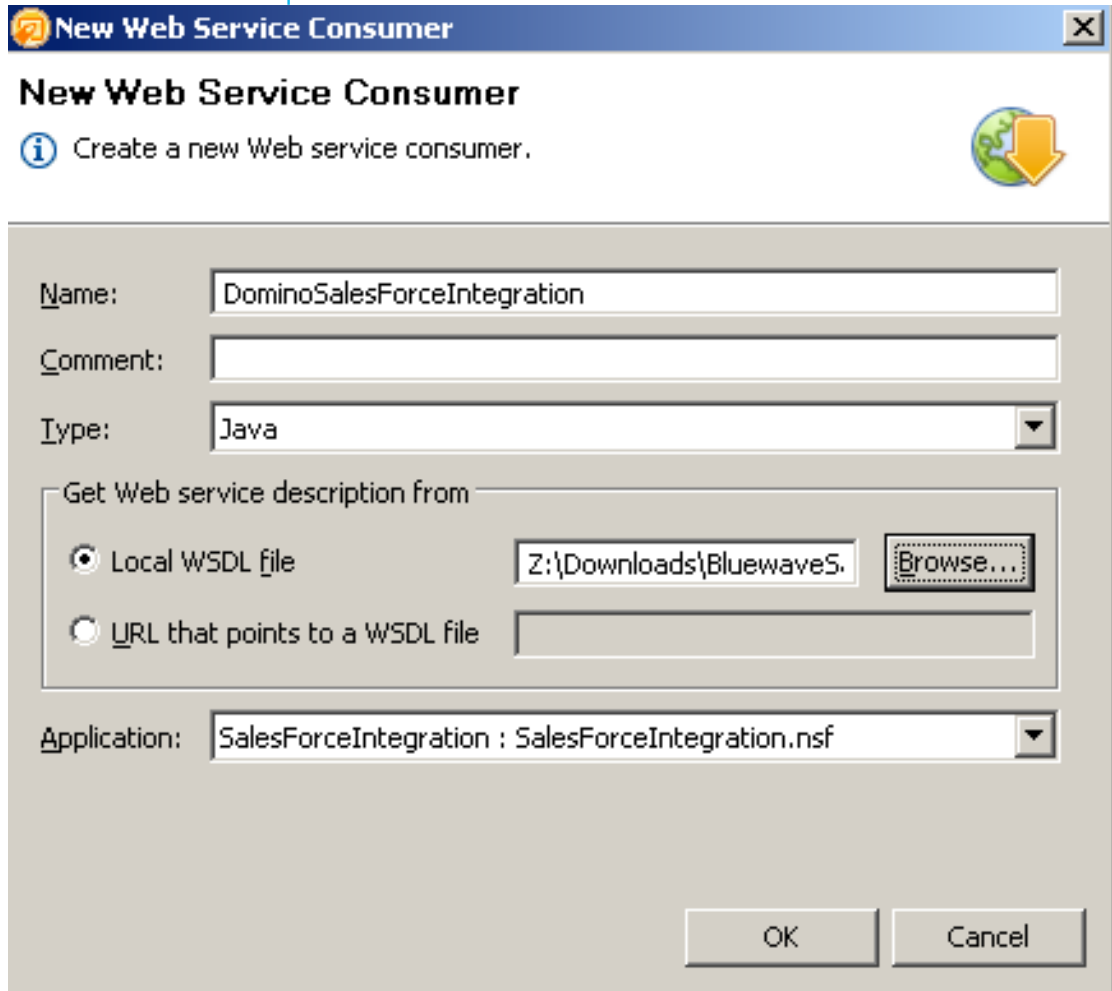 New Web Service Consumer
New Web Service Consumer
Create a new Web service consumer.
Name: DominoSalesForceIntegration
Comment:
Type: Java
Get Web service description from
Local WSDL file Z:\Downloads\BluewaveS. Browse...
URL that points to a WSDL file
Application: SalesForceIntegration : SalesForceIntegration.nsf
OK Cancel